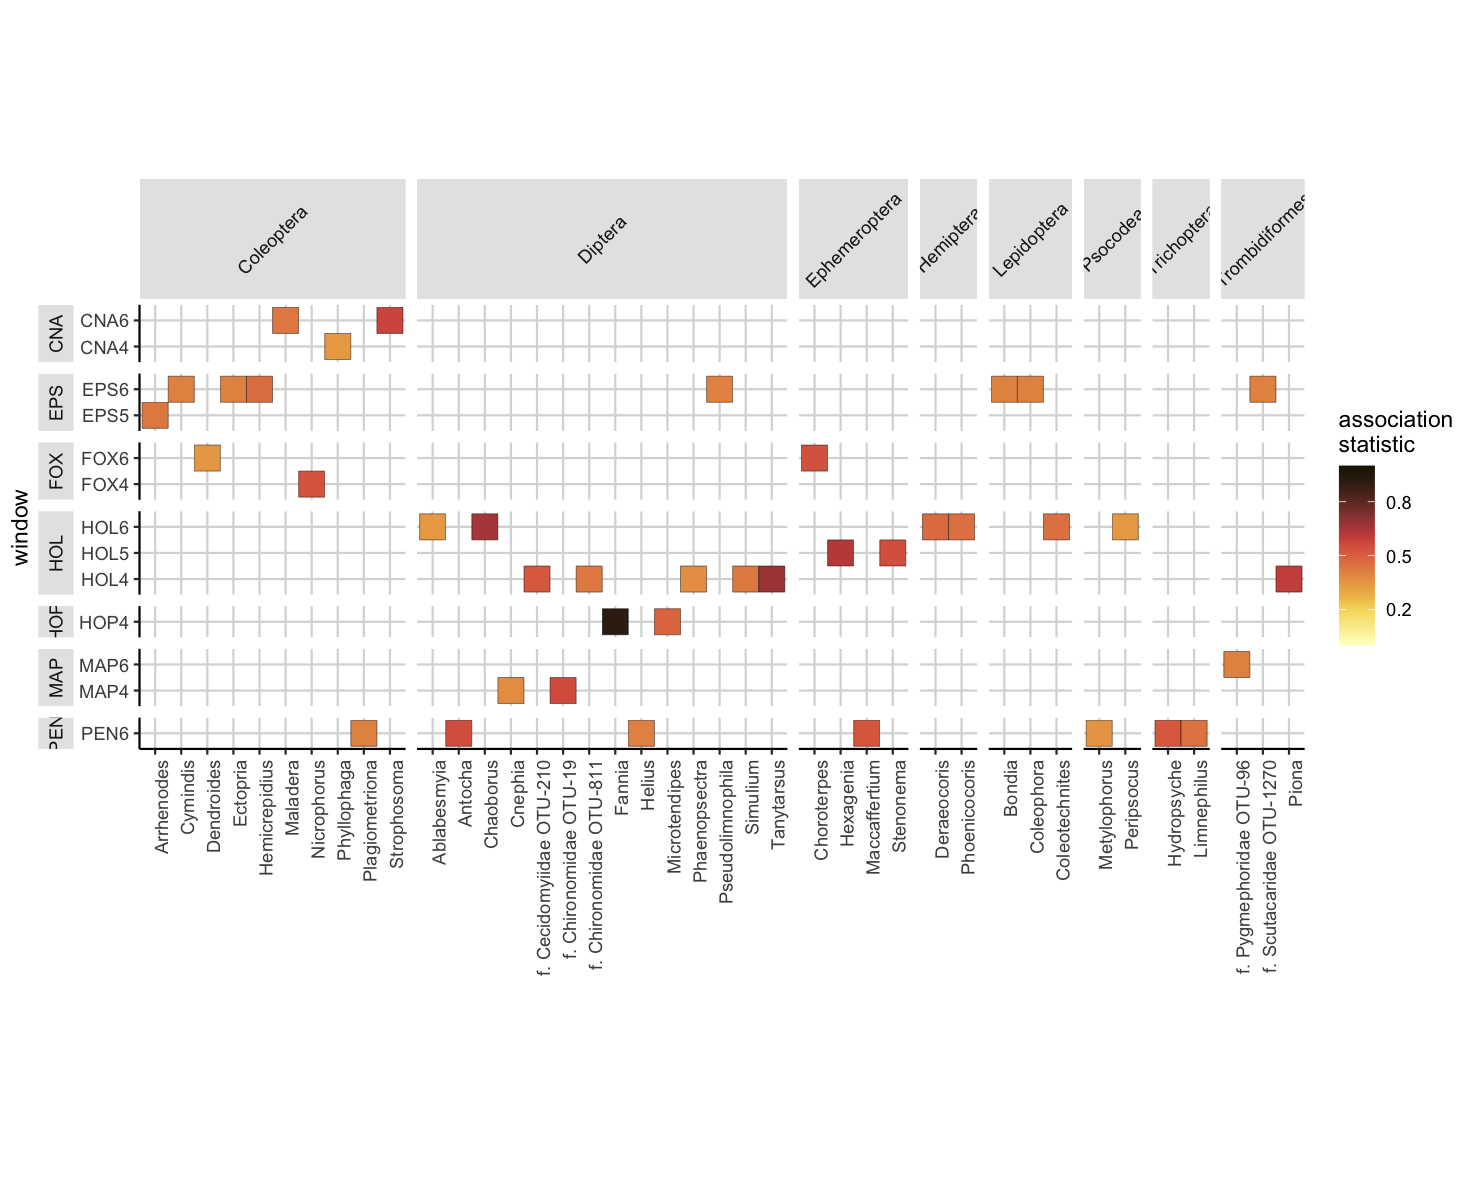 Coleoptera
Diptera
Ephemeroptera
Hemiptera
Lepidoptera
Psocodea
Trichoptera
Trombidiformes
window
CNA
CNA6
CNA4
EPS
EPS6
EPS5
FOX
FOX6
FOX4
HOL
HOL6
HOL5
HOL4
HOP
HOP4
MAP
MAP6
MAP4
PEN
PEN6
Arrhenodes
Cymindis
Dendroides
Ectopria
Hemicrepidius
Maladera
Nicrophorus
Phyllophaga
Plagiometriona
Strophosoma
Ablabesmyia
Antocha
Chaoborus
Cnephia
f. Cecidomyiidae OTU-210
f. Chironomidae OTU-19
f. Chironomidae OTU-811
Fannia
Helius
Microtendipes
Phaenopsectra
Pseudolimnophila
Simulium
Tanytarsus
Choroterpes
Hexagenia
Maccaffertium
Stenonema
Deraeocoris
Phoenicocoris
Bondia
Coleophora
Coleotechnites
Metylophorus
Peripsocus
Hydropsyche
Limnephilus
f. Pygmephoridae OTU-96
f. Scutacaridae OTU-1270
Piona
association
statistic
0.8
0.5
0.2